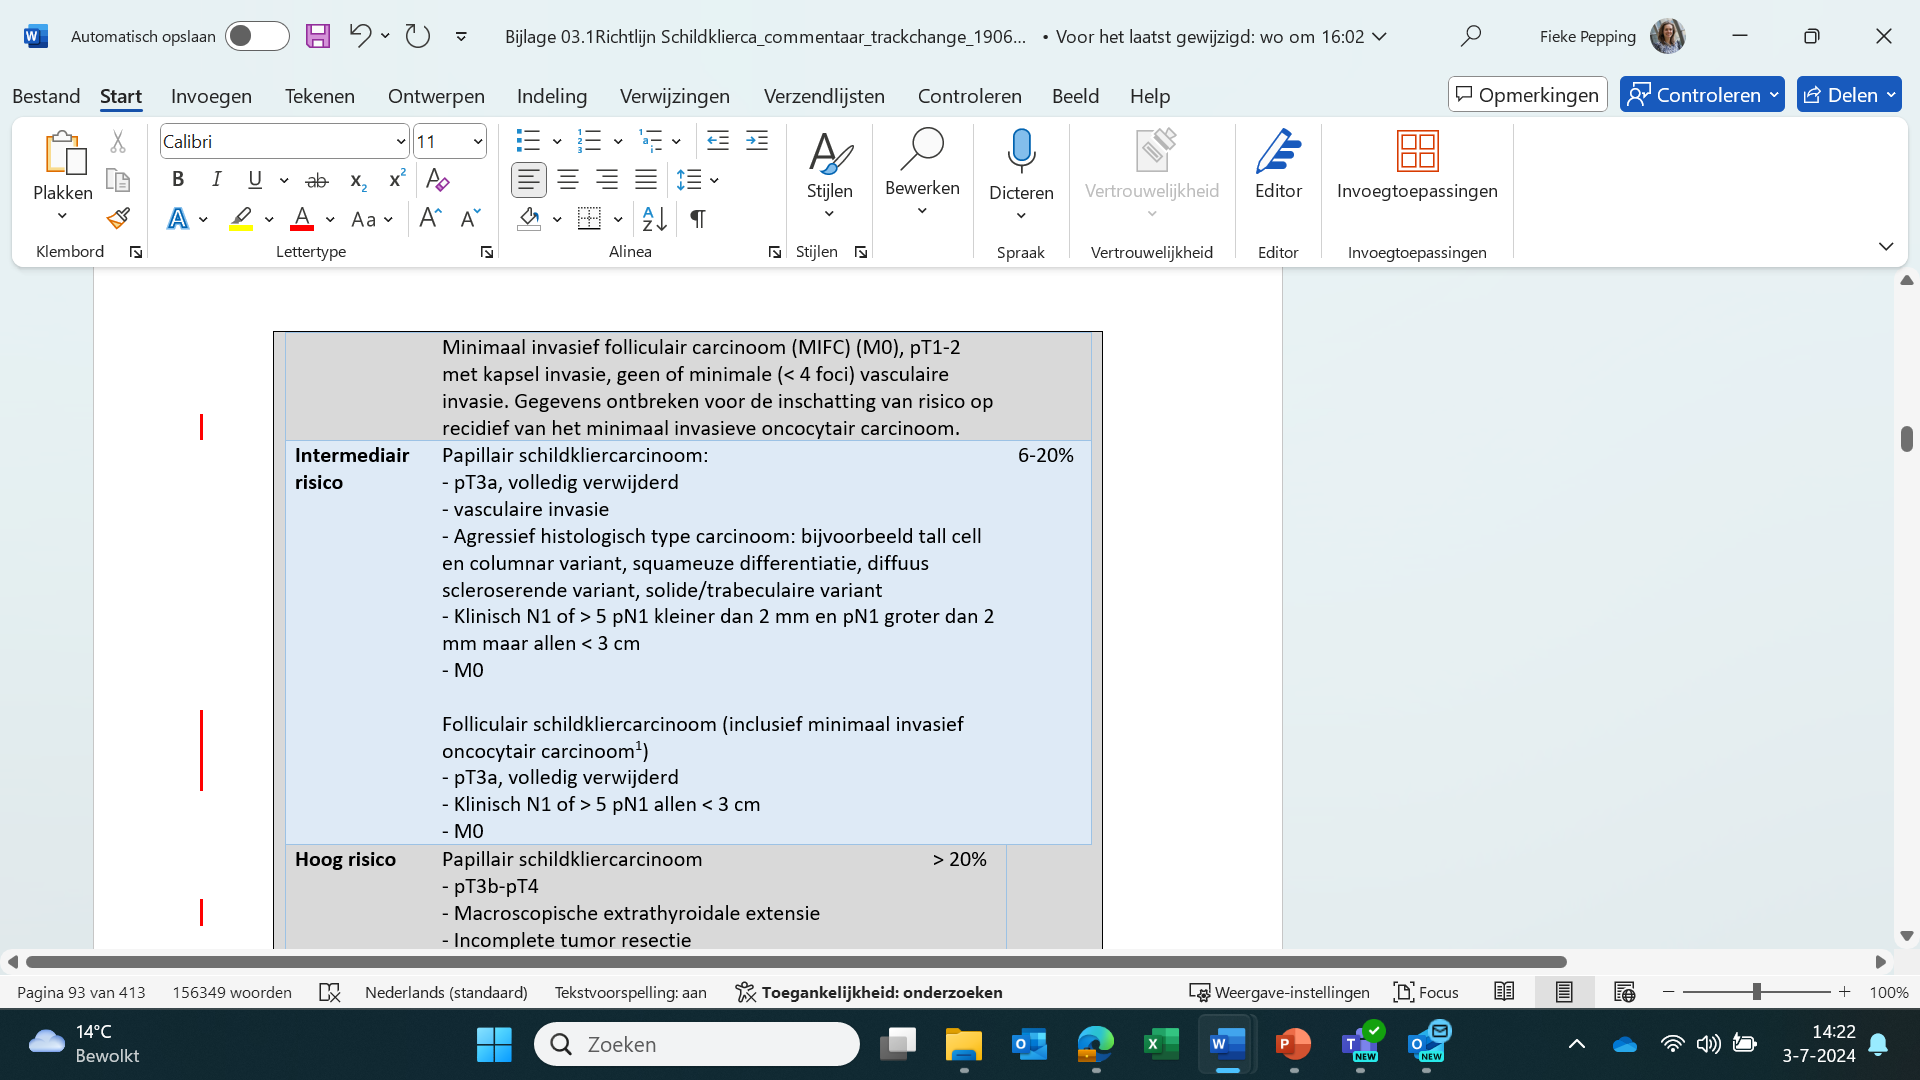 Automatisch opslaan
Bijlage 03.1Richtlijn Schildklierca_commentaar_trackchange_1906... • Voor het laatst gewijzigd: wo om 16:02
Fieke Pepping
Bestand Start Invoegen Tekenen Ontwerpen Indeling Verwijzingen Verzendlijsten Controleren Beeld Help
Opmerkingen Controleren Delen
Plakken
Klembord
Calibri 11
Lettertype
Alinea
Stijlen
Stijlen
Bewerken
Dicteren
Spraak
Vertrouwelijkheid
Vertrouwelijkheid
Editor
Editor
Invoegtoepassingen
Invoegtoepassingen
Minimaal invasief folliculair carcinoom (MIFC) (M0), pT1-2
met kapsel invasie, geen of minimale (< 4 foci) vasculaire
invasie. Gegevens ontbreken voor de inschatting van risico op
recidief van het minimaal invasieve oncocytair carcinoom.
Intermediair Papillair schildkliercarcinoom: 6-20%
risico - pT3a, volledig verwijderd
- vasculaire invasie
- Agressief histologisch type carcinoom: bijvoorbeeld tall cell
en columnar variant, squameuze differentiatie, diffuus
scleroserende variant, solide/trabeculaire variant
- Klinisch N1 of > 5 pN1 kleiner dan 2 mm en pN1 groter dan 2
mm maar allen < 3 cm
- M0
Folliculair schildkliercarcinoom (inclusief minimaal invasief
oncocytair carcinoom¹)
- pT3a, volledig verwijderd
- Klinisch N1 of > 5 pN1 allen < 3 cm
- M0
Hoog risico Papillair schildkliercarcinoom > 20%
- pT3b-pT4
- Macroscopische extrathyroidale extensie
- Incomplete tumor resectie
Pagina 93 van 413 156349 woorden Nederlands (standaard) Tekstvoorspelling: aan Toegankelijkheid: onderzoeken Weergave-instellingen Focus 100%
14°C
Bewolkt
Zoeken
NEW
NEW
14:22
3-7-2024